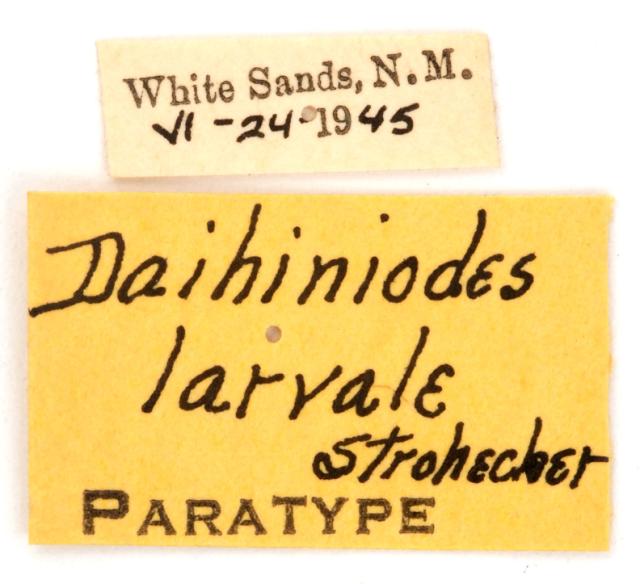 White Sands, N. M.
VI-24-1945
Daihiniodes
larvale
Strohecker
PARATYPE